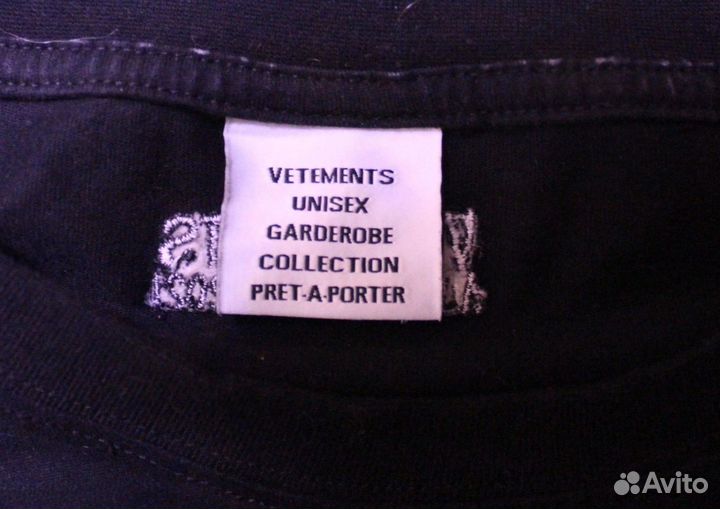 VETEMENTS
UNISEX
GARDEROBE
COLLECTION
PRET-A-PORTER
Avito